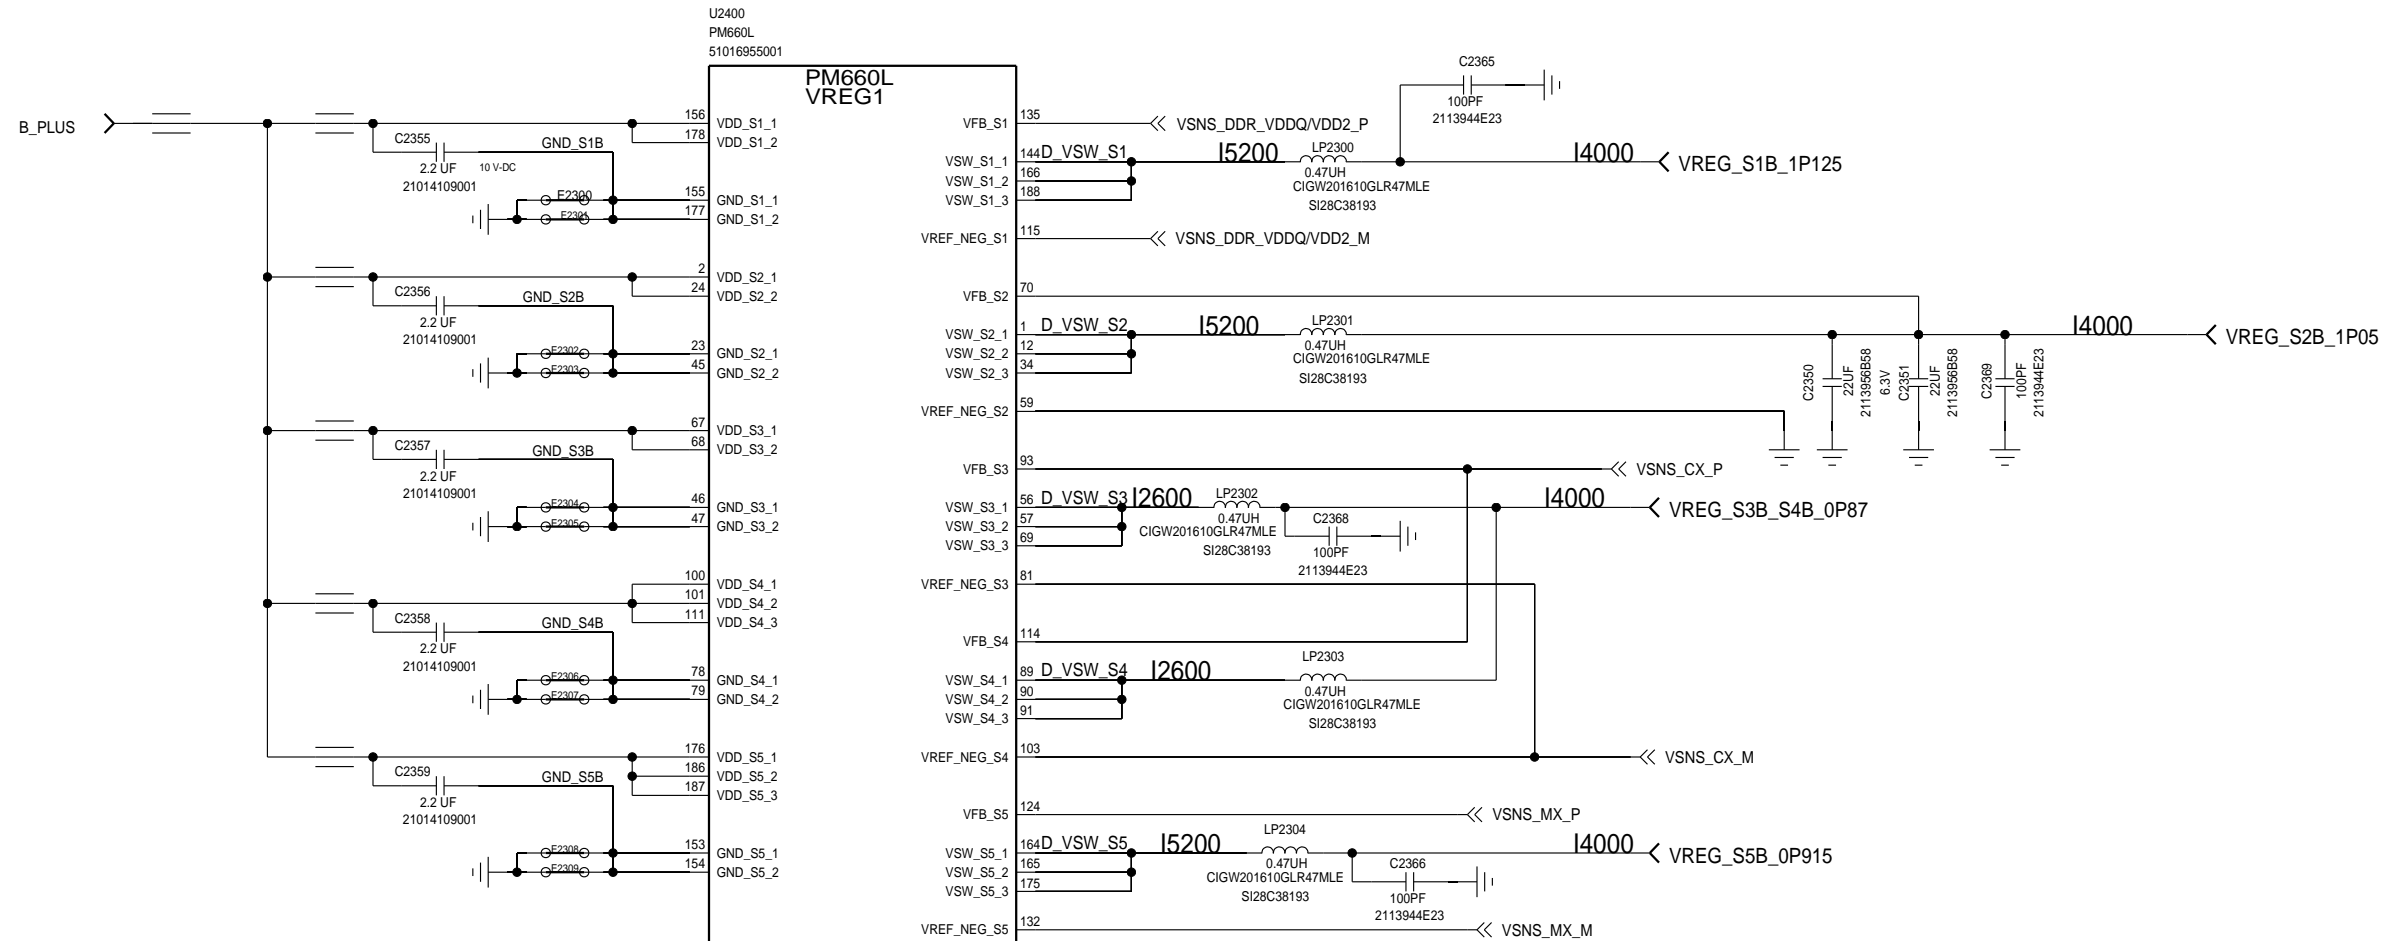 U2400
PM660L
51016955001
PM660L
VREG1
B_PLUS
C2355
2.2 UF
10 V-DC
21014109001
GND_S1B
E2300
E2301
156 VDD_S1_1
178 VDD_S1_2
155 GND_S1_1
177 GND_S1_2
C2356
2.2 UF
21014109001
GND_S2B
E2302
E2303
2 VDD_S2_1
24 VDD_S2_2
23 GND_S2_1
45 GND_S2_2
C2357
2.2 UF
21014109001
GND_S3B
E2304
E2305
67 VDD_S3_1
68 VDD_S3_2
46 GND_S3_1
47 GND_S3_2
C2358
2.2 UF
21014109001
GND_S4B
E2306
E2307
100 VDD_S4_1
101 VDD_S4_2
111 VDD_S4_3
78 GND_S4_1
79 GND_S4_2
C2359
2.2 UF
21014109001
GND_S5B
E2308
E2309
176 VDD_S5_1
186 VDD_S5_2
187 VDD_S5_3
153 GND_S5_1
154 GND_S5_2
VFB_S1 135 VSNS_DDR_VDDQ/VDD2_P
VSW_S1_1 144 D_VSW_S1 I5200
VSW_S1_2 166
VSW_S1_3 188
LP2300
0.47UH
CIGW201610GLR47MLE
SI28C38193
C2365
100PF
2113944E23
I4000 VREG_S1B_1P125
VREF_NEG_S1 115 VSNS_DDR_VDDQ/VDD2_M
VFB_S2 70
VSW_S2_1 1 D_VSW_S2 I5200
VSW_S2_2 12
VSW_S2_3 34
LP2301
0.47UH
CIGW201610GLR47MLE
SI28C38193
I4000 VREG_S2B_1P05
C2350
22UF
2113956B58
6.3V
C2351
22UF
2113956B58
C2369
100PF
2113944E23
VREF_NEG_S2 59
VFB_S3 93 VSNS_CX_P
VSW_S3_1 56 D_VSW_S3 I2600
VSW_S3_2 57
VSW_S3_3 69
LP2302
0.47UH
CIGW201610GLR47MLE
SI28C38193
C2368
100PF
2113944E23
I4000 VREG_S3B_S4B_0P87
VREF_NEG_S3 81
VFB_S4 114
VSW_S4_1 89 D_VSW_S4 I2600
VSW_S4_2 90
VSW_S4_3 91
LP2303
0.47UH
CIGW201610GLR47MLE
SI28C38193
VREF_NEG_S4 103 VSNS_CX_M
VFB_S5 124 VSNS_MX_P
VSW_S5_1 164 D_VSW_S5 I5200
VSW_S5_2 165
VSW_S5_3 175
LP2304
0.47UH
CIGW201610GLR47MLE
SI28C38193
C2366
100PF
2113944E23
I4000 VREG_S5B_0P915
VREF_NEG_S5 132 VSNS_MX_M